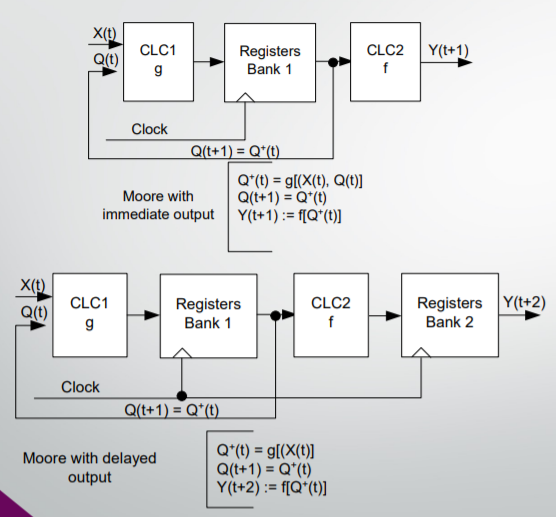 X(t)
Q(t)
CLC1
g
Registers
Bank 1
CLC2
f
Y(t+1)
Clock
Q(t+1) = Q⁺(t)
Moore with
immediate output
Q⁺(t) = g[(X(t), Q(t)]
Q(t+1) = Q⁺(t)
Y(t+1) := f[Q⁺(t)]
X(t)
Q(t)
CLC1
g
Registers
Bank 1
CLC2
f
Registers
Bank 2
Y(t+2)
Clock
Q(t+1) = Q⁺(t)
Moore with delayed
output
Q⁺(t) = g[(X(t)]
Q(t+1) = Q⁺(t)
Y(t+2) := f[Q⁺(t)]